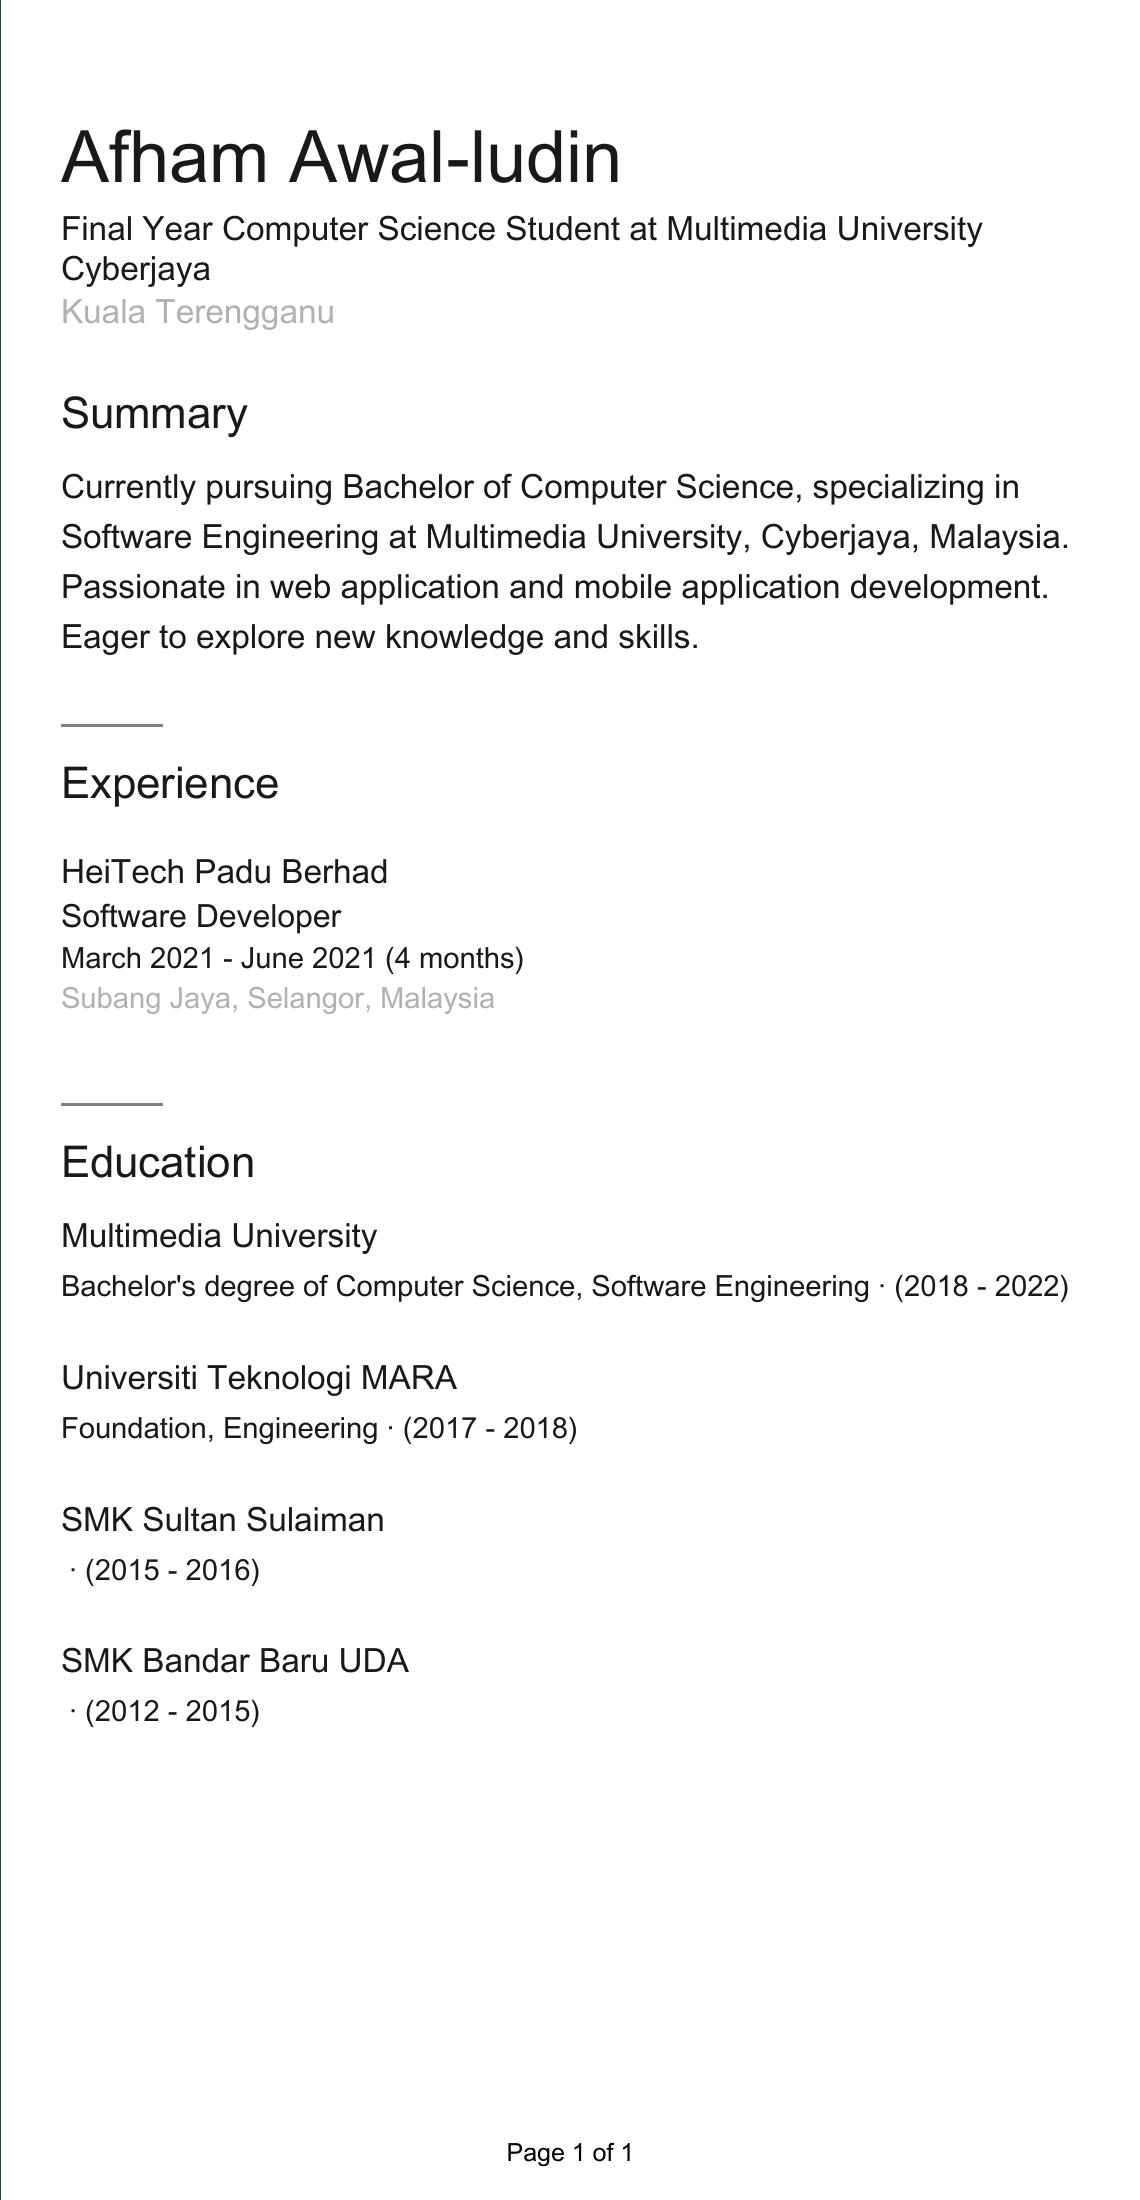 Afham Awal-ludin
Final Year Computer Science Student at Multimedia University
Cyberjaya
Kuala Terengganu
Summary
Currently pursuing Bachelor of Computer Science, specializing in
Software Engineering at Multimedia University, Cyberjaya, Malaysia.
Passionate in web application and mobile application development.
Eager to explore new knowledge and skills.
Experience
HeiTech Padu Berhad
Software Developer
March 2021 - June 2021 (4 months)
Subang Jaya, Selangor, Malaysia
Education
Multimedia University
Bachelor's degree of Computer Science, Software Engineering · (2018 - 2022)
Universiti Teknologi MARA
Foundation, Engineering · (2017 - 2018)
SMK Sultan Sulaiman
· (2015 - 2016)
SMK Bandar Baru UDA
· (2012 - 2015)
Page 1 of 1